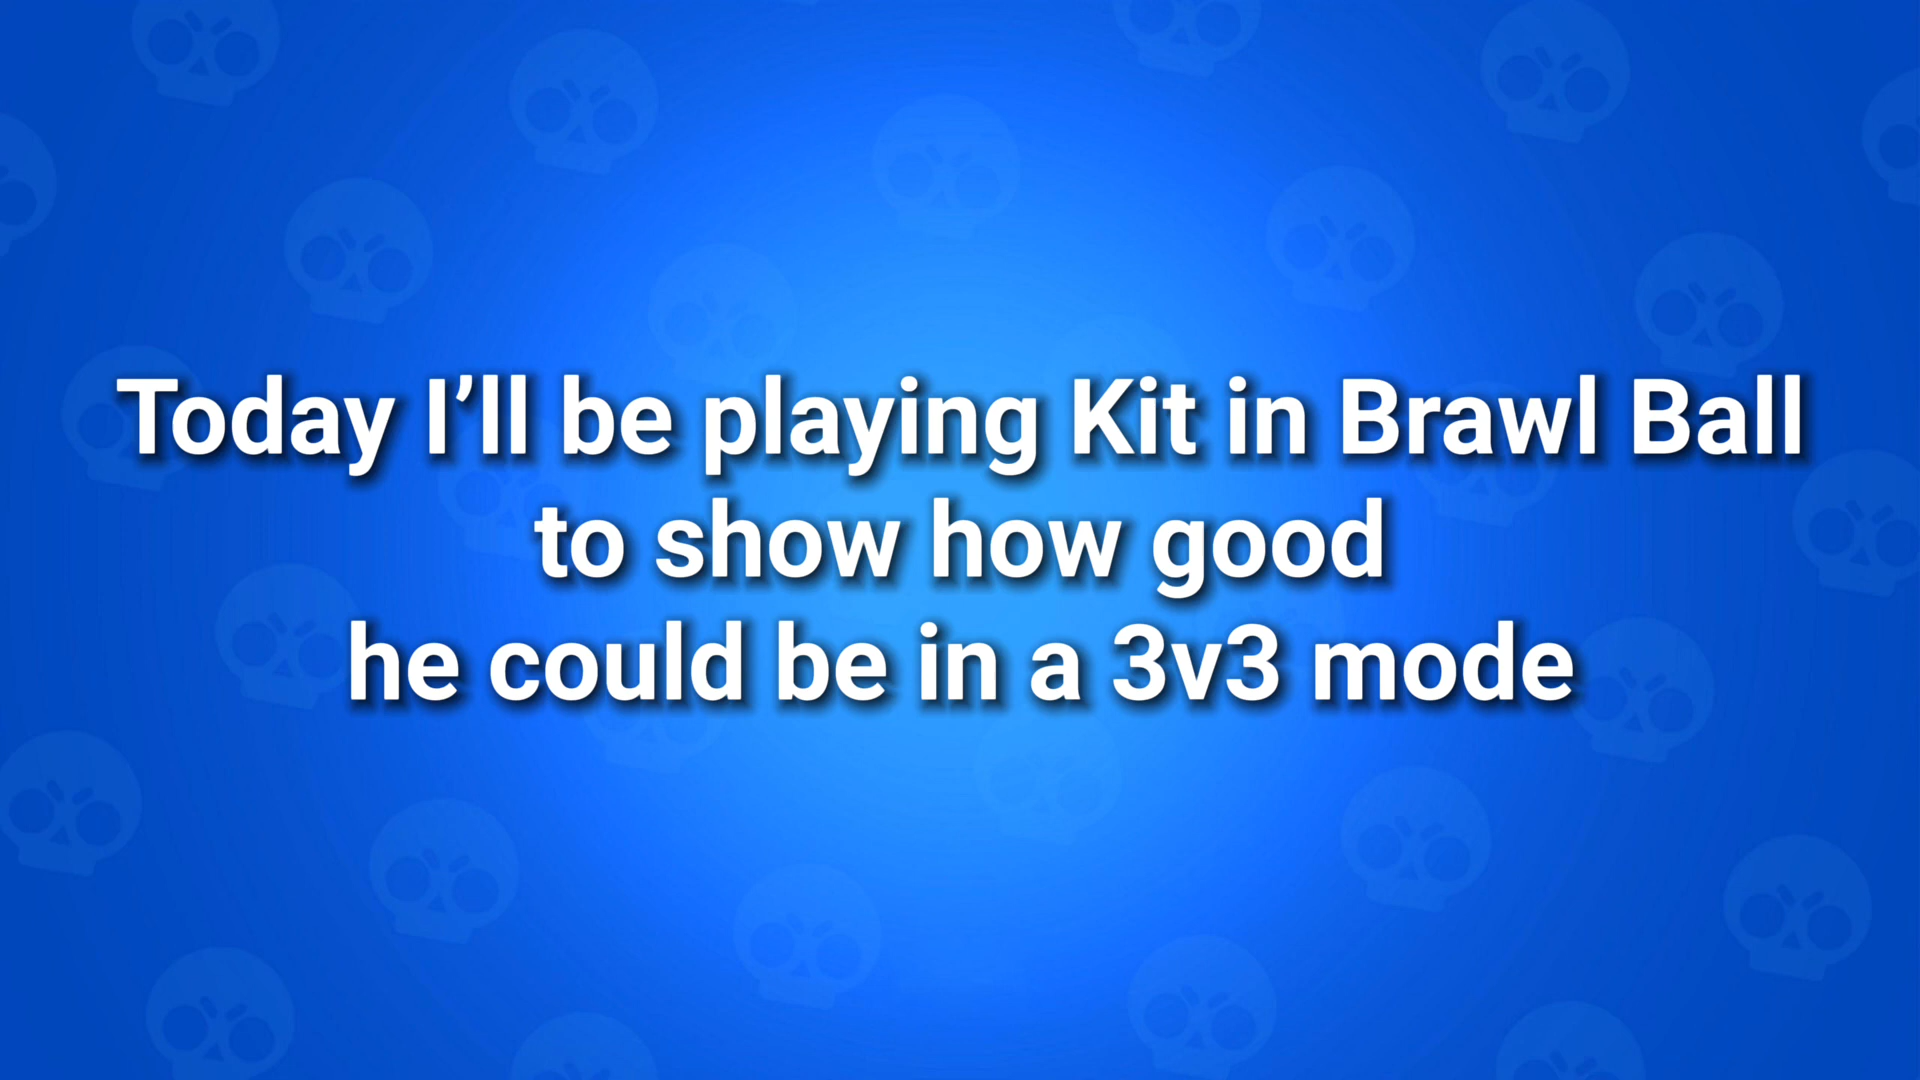 Today I’ll be playing Kit in Brawl Ball
to show how good
he could be in a 3v3 mode